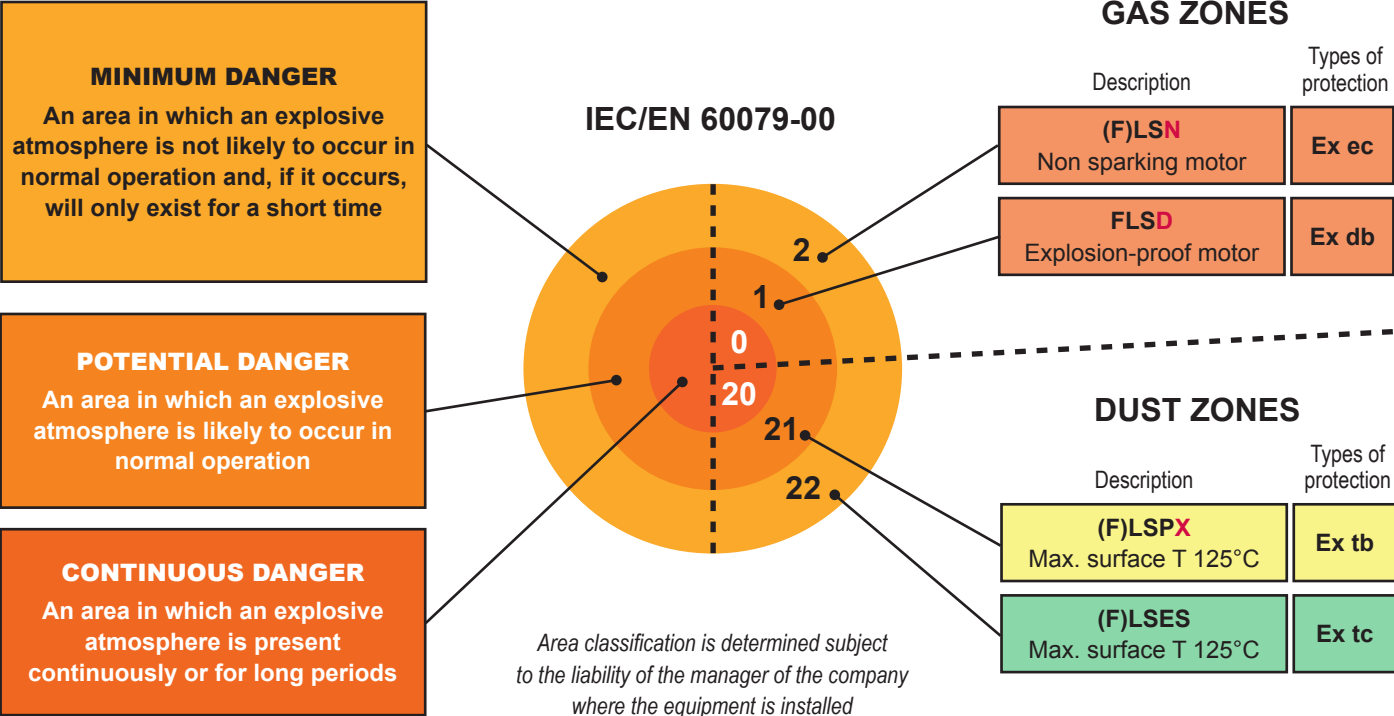 MINIMUM DANGER
An area in which an explosive
atmosphere is not likely to occur in
normal operation and, if it occurs,
will only exist for a short time
POTENTIAL DANGER
An area in which an explosive
atmosphere is likely to occur in
normal operation
CONTINUOUS DANGER
An area in which an explosive
atmosphere is present
continuously or for long periods
IEC/EN 60079-00
2
1
0
20
21
22
Area classification is determined subject
to the liability of the manager of the company
where the equipment is installed
GAS ZONES
Description
Types of
protection
(F)LSN
Non sparking motor
Ex ec
FLSD
Explosion-proof motor
Ex db
DUST ZONES
Description
Types of
protection
(F)LSPX
Max. surface T 125°C
Ex tb
(F)LSES
Max. surface T 125°C
Ex tc